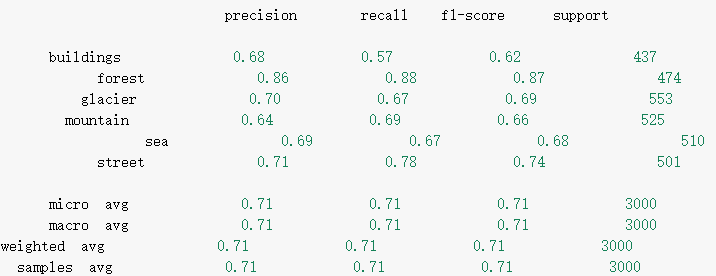 precision recall f1-score support
buildings 0.68 0.57 0.62 437
forest 0.86 0.88 0.87 474
glacier 0.70 0.67 0.69 553
mountain 0.64 0.69 0.66 525
sea 0.69 0.67 0.68 510
street 0.71 0.78 0.74 501
micro avg 0.71 0.71 0.71 3000
macro avg 0.71 0.71 0.71 3000
weighted avg 0.71 0.71 0.71 3000
samples avg 0.71 0.71 0.71 3000